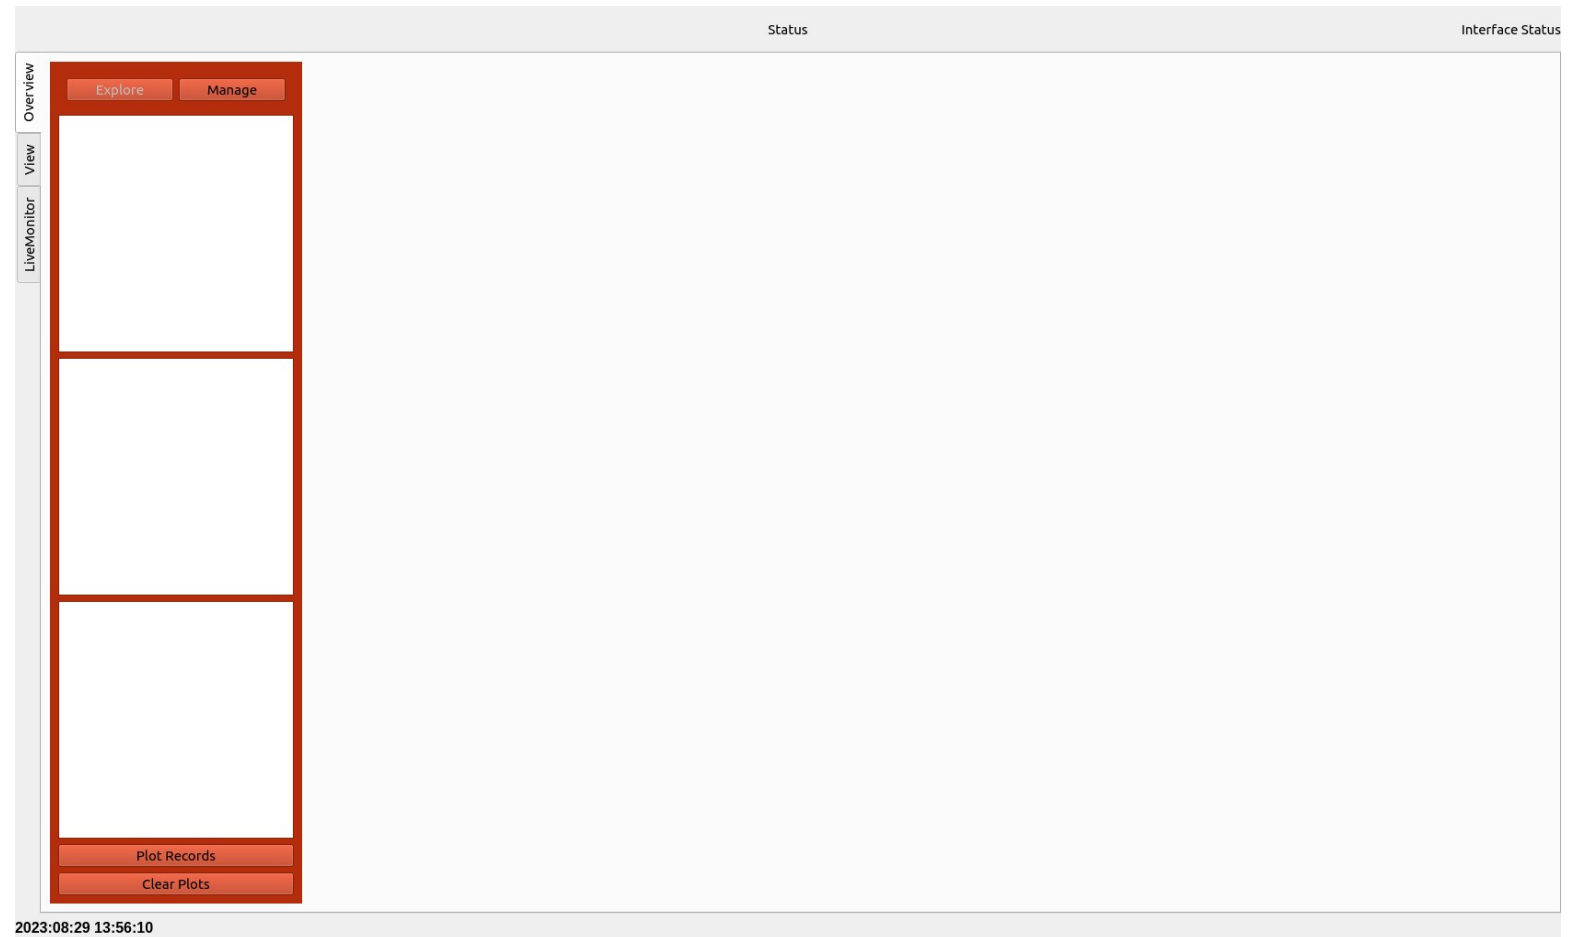 Status
Interface Status
Overview
View
LiveMonitor
Explore
Manage
Plot Records
Clear Plots
2023:08:29 13:56:10